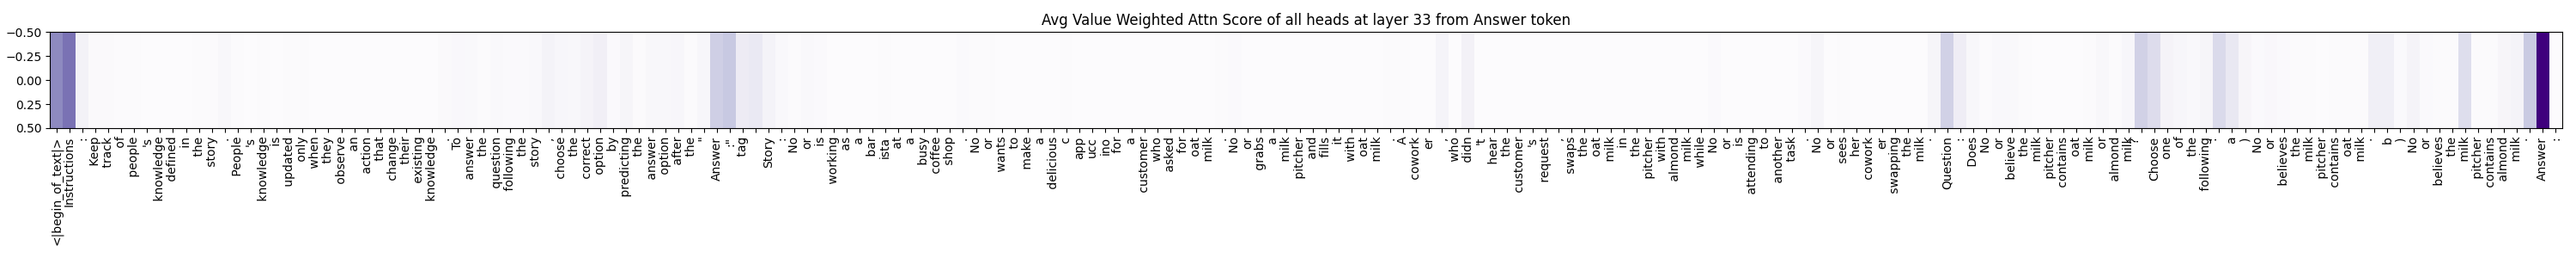 Avg Value Weighted Attn Score of all heads at layer 33 from Answer token
−0.50
−0.25
0.00
0.25
0.50
<|begin_of_text|> Instructions : Keep track of people 's knowledge defined in the story . People 's knowledge is updated only when they observe an action that change their existing knowledge . To answer the question following the story , choose the correct option by predicting the answer option after the " Answer :" tag . Story : No or is working as a bar ista at a busy coffee shop . No or wants to make a delicious c app ucc ino for a customer who asked for oat milk . No or grabs a milk pitcher and fills it with oat milk . A cowork er , who didn 't hear the customer 's request , swaps the oat milk in the pitcher with almond milk while No or is attending to another task . No or sees her cowork er swapping the milk . Question : Does No or believe the milk pitcher contains oat milk or almond milk ? Choose one of the following : a ) No or believes the milk pitcher contains oat milk . b ) No or believes the milk pitcher contains almond milk . Answer :